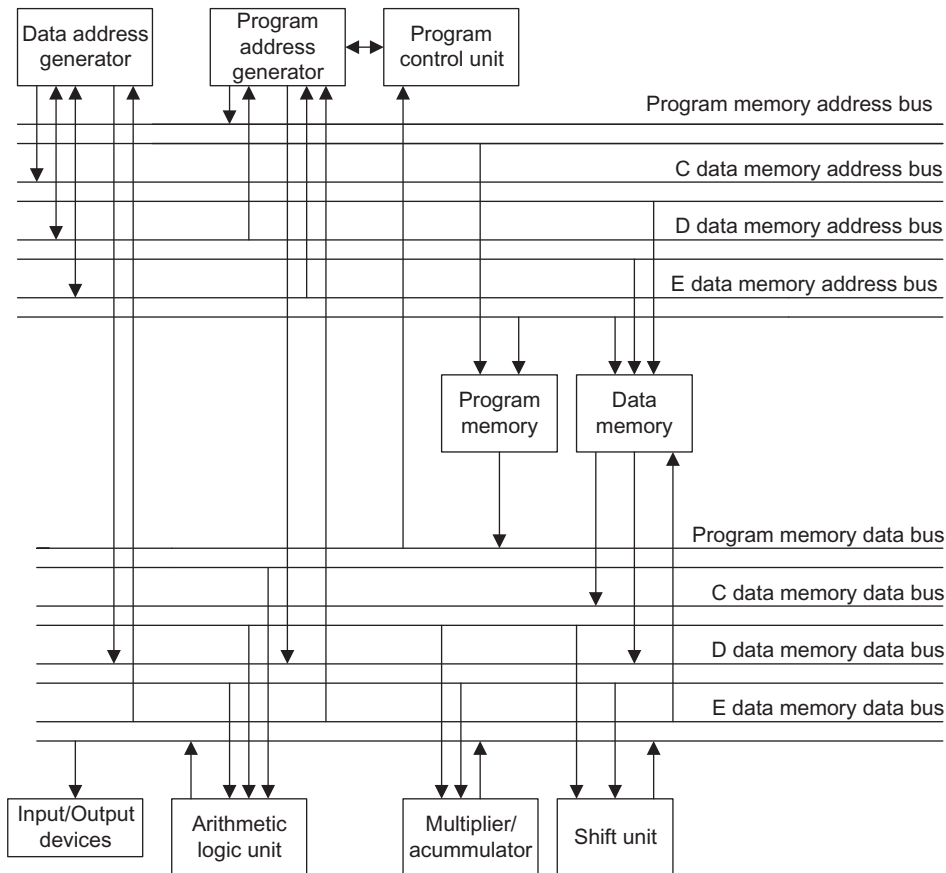 Data address
generator
Program
address
generator
Program
control unit
Program memory address bus
C data memory address bus
D data memory address bus
E data memory address bus
Program
memory
Data
memory
Program memory data bus
C data memory data bus
D data memory data bus
E data memory data bus
Input/Output
devices
Arithmetic
logic unit
Multiplier/
acummulator
Shift unit